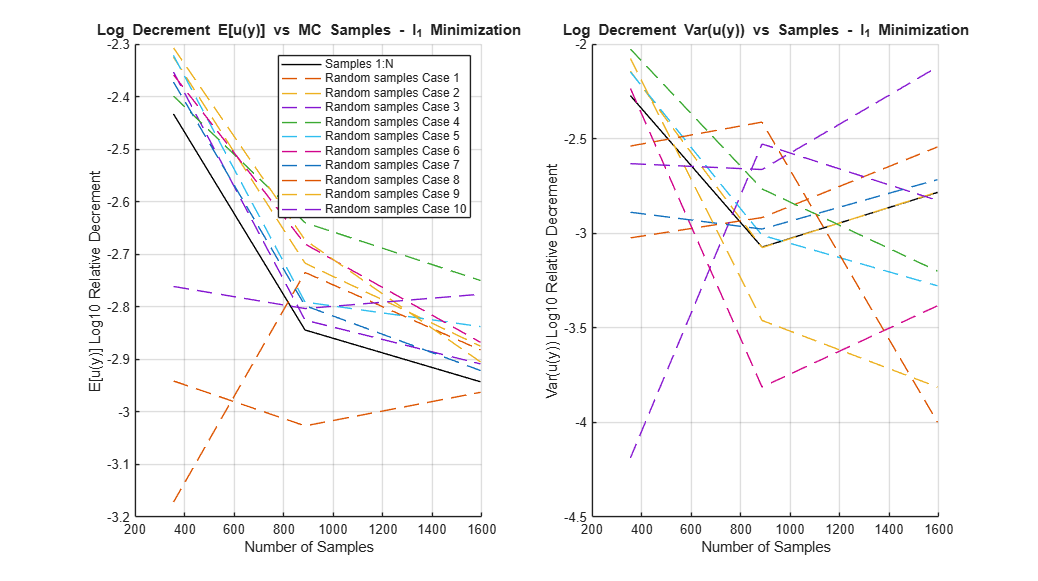 Log Decrement E[u(y)] vs MC Samples - l₁ Minimization
-2.3
-2.4
-2.5
-2.6
-2.7
-2.8
-2.9
-3
-3.1
-3.2
E[u(y)] Log10 Relative Decrement
Samples 1:N
Random samples Case 1
Random samples Case 2
Random samples Case 3
Random samples Case 4
Random samples Case 5
Random samples Case 6
Random samples Case 7
Random samples Case 8
Random samples Case 9
Random samples Case 10
200 400 600 800 1000 1200 1400 1600
Number of Samples
Log Decrement Var(u(y)) vs Samples - l₁ Minimization
-2
-2.5
-3
-3.5
-4
-4.5
Var(u(y)) Log10 Relative Decrement
200 400 600 800 1000 1200 1400 1600
Number of Samples